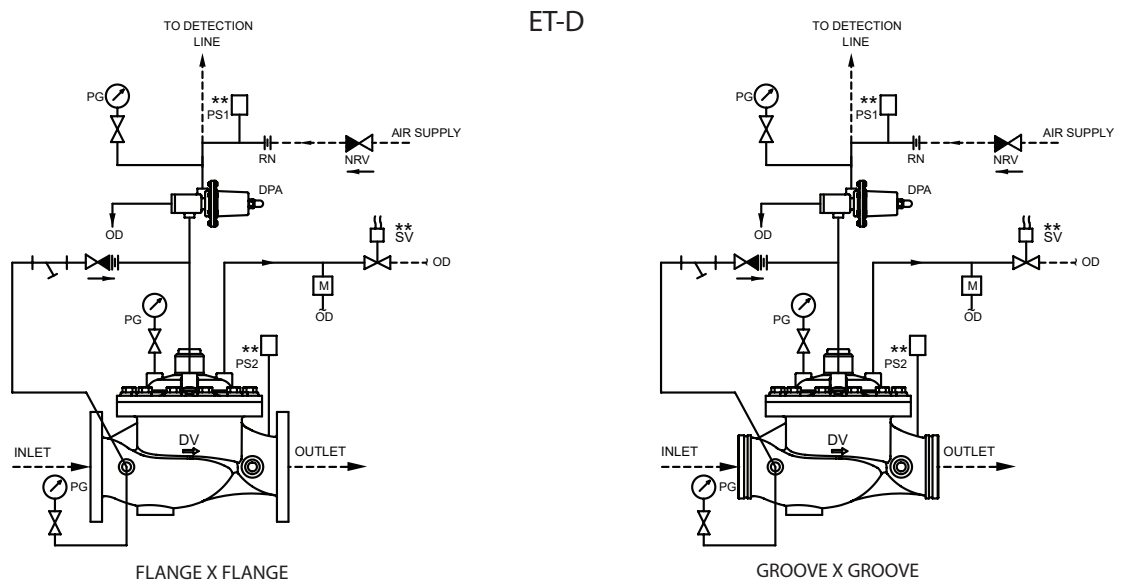 ET-D
TO DETECTION
LINE
PG
**
PS1
AIR SUPPLY
RN
NRV
DPA
OD
**
SV
OD
M
OD
PG
**
PS2
DV
INLET
OUTLET
PG
FLANGE X FLANGE
TO DETECTION
LINE
PG
**
PS1
AIR SUPPLY
RN
NRV
DPA
OD
**
SV
OD
M
OD
PG
**
PS2
DV
INLET
OUTLET
PG
GROOVE X GROOVE